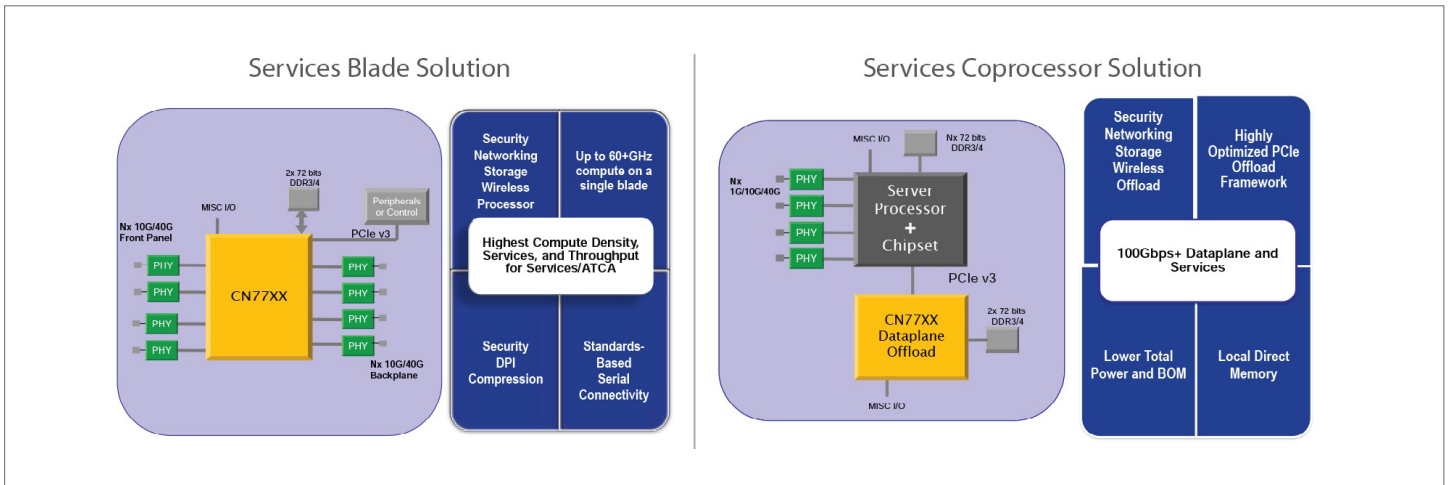 Services Blade Solution
MISC I/O
2x 72 bits
DDR3/4
Peripherals
or Control
PCIe v3
Nx 10G/40G
Front Panel
CN77XX
PHY
PHY
PHY
PHY
PHY
PHY
PHY
PHY
Nx 10G/40G
Backplane
Security
Networking
Storage
Wireless
Processor
Up to 60+GHz
compute on a
single blade
Highest Compute Density,
Services, and Throughput
for Services/ATCA
Security
DPI
Compression
Standards-
Based
Serial
Connectivity
Services Coprocessor Solution
MISC I/O
Nx 72 bits
DDR3/4
Nx
1G/10G/40G
PHY
PHY
PHY
PHY
Server
Processor
+
Chipset
PCIe v3
CN77XX
Dataplane
Offload
2x 72 bits
DDR3/4
MISC I/O
Security
Networking
Storage
Wireless
Offload
Highly
Optimized PCIe
Offload
Framework
100Gbps+ Dataplane and
Services
Lower Total
Power and BOM
Local Direct
Memory